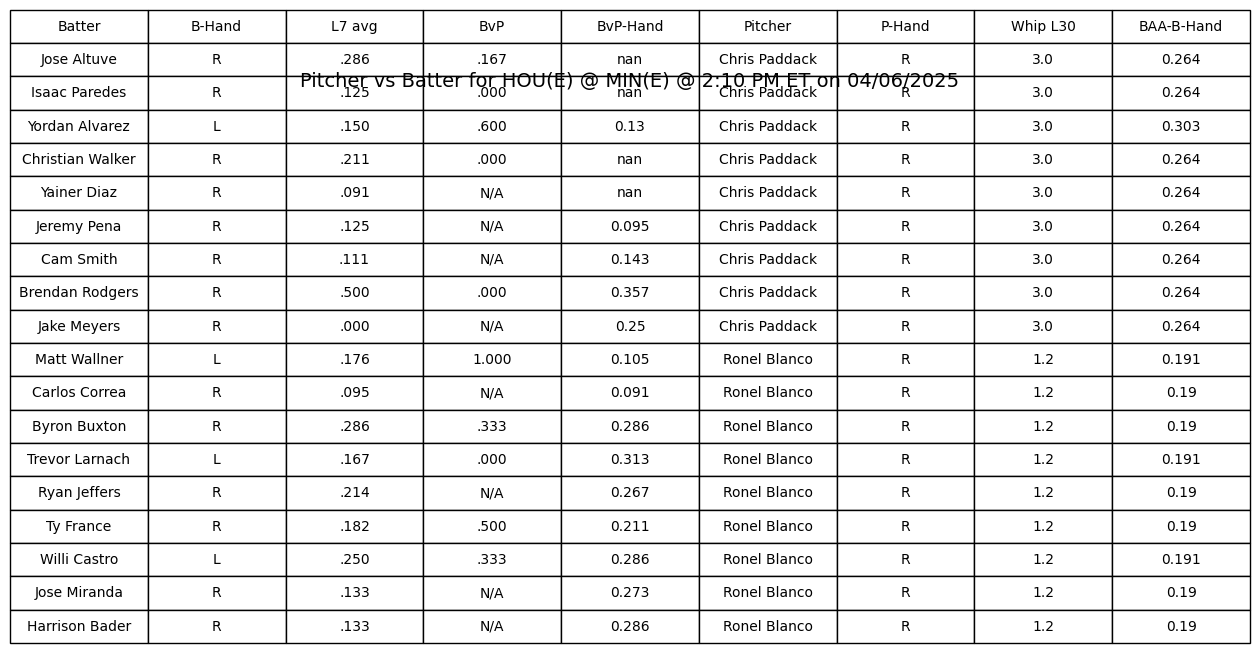 Batter B-Hand L7 avg BvP BvP-Hand Pitcher P-Hand Whip L30 BAA-B-Hand
Jose Altuve R .286 .167 nan Chris Paddack R 3.0 0.264
Pitcher vs Batter for HOU(E) @ MIN(E) @ 2:10 PM ET on 04/06/2025
Isaac Paredes R .125 .000 nan Chris Paddack R 3.0 0.264
Yordan Alvarez L .150 .600 0.13 Chris Paddack R 3.0 0.303
Christian Walker R .211 .000 nan Chris Paddack R 3.0 0.264
Yainer Diaz R .091 N/A nan Chris Paddack R 3.0 0.264
Jeremy Pena R .125 N/A 0.095 Chris Paddack R 3.0 0.264
Cam Smith R .111 N/A 0.143 Chris Paddack R 3.0 0.264
Brendan Rodgers R .500 .000 0.357 Chris Paddack R 3.0 0.264
Jake Meyers R .000 N/A 0.25 Chris Paddack R 3.0 0.264
Matt Wallner L .176 1.000 0.105 Ronel Blanco R 1.2 0.191
Carlos Correa R .095 N/A 0.091 Ronel Blanco R 1.2 0.19
Byron Buxton R .286 .333 0.286 Ronel Blanco R 1.2 0.19
Trevor Larnach L .167 .000 0.313 Ronel Blanco R 1.2 0.191
Ryan Jeffers R .214 N/A 0.267 Ronel Blanco R 1.2 0.19
Ty France R .182 .500 0.211 Ronel Blanco R 1.2 0.19
Willi Castro L .250 .333 0.286 Ronel Blanco R 1.2 0.191
Jose Miranda R .133 N/A 0.273 Ronel Blanco R 1.2 0.19
Harrison Bader R .133 N/A 0.286 Ronel Blanco R 1.2 0.19